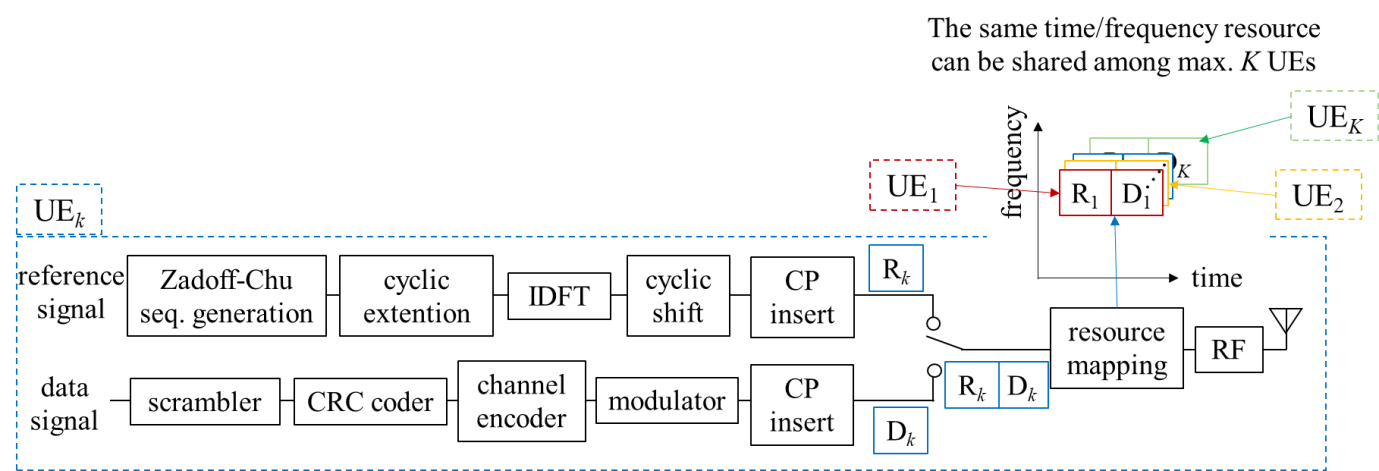 The same time/frequency resource
can be shared among max. K UEs
UE_K
UE_1
UE_2
frequency
R_1
D_1
K
time
UE_k
reference
signal
Zadoff-Chu
seq. generation
cyclic
extention
IDFT
cyclic
shift
CP
insert
R_k
resource
mapping
RF
data
signal
scrambler
CRC coder
channel
encoder
modulator
CP
insert
D_k
R_k
D_k